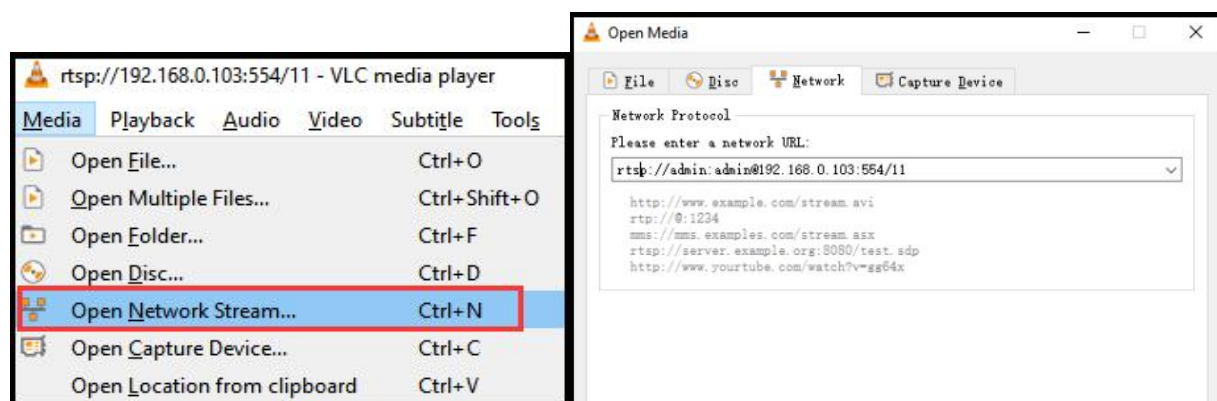 rtsp://192.168.0.103:554/11 - VLC media player
Media Playback Audio Video Subtitle Tools
Open File... Ctrl+O
Open Multiple Files... Ctrl+Shift+O
Open Folder... Ctrl+F
Open Disc... Ctrl+D
Open Network Stream... Ctrl+N
Open Capture Device... Ctrl+C
Open Location from clipboard Ctrl+V
Open Media
File Disc Network Capture Device
Network Protocol
Please enter a network URL:
rtsp://admin:admin@192.168.0.103:554/11
http://www.example.com/stream.avi
rtp://@:1234
mms://mms.examples.com/stream.asx
rtsp://server.example.org:8080/test.sdp
http://www.yourtube.com/watch?v=gg64x